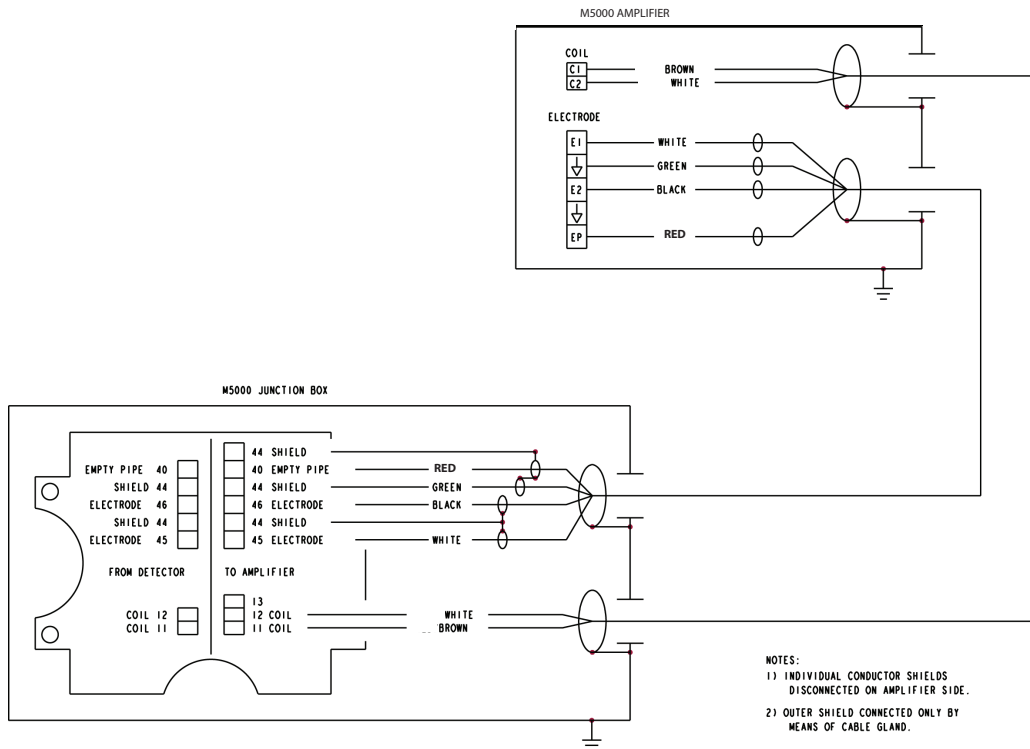 M5000 AMPLIFIER
COIL
C1 BROWN
C2 WHITE
ELECTRODE
E1 WHITE
GREEN
E2 BLACK
EP RED
M5000 JUNCTION BOX
44 SHIELD
EMPTY PIPE 40 40 EMPTY PIPE RED
SHIELD 44 44 SHIELD GREEN
ELECTRODE 46 46 ELECTRODE BLACK
SHIELD 44 44 SHIELD
ELECTRODE 45 45 ELECTRODE WHITE
FROM DETECTOR TO AMPLIFIER
13
COIL 12 12 COIL WHITE
COIL 11 11 COIL BROWN
NOTES:
1) INDIVIDUAL CONDUCTOR SHIELDS
DISCONNECTED ON AMPLIFIER SIDE.
2) OUTER SHIELD CONNECTED ONLY BY
MEANS OF CABLE GLAND.